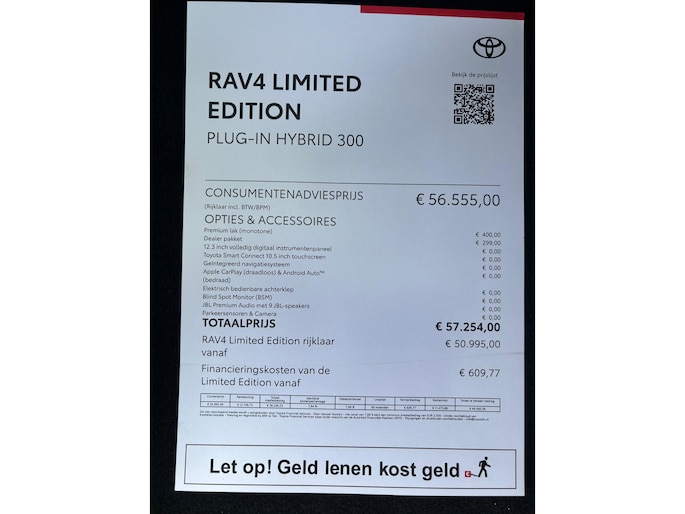 Bekijk de prijslijst
RAV4 LIMITED
EDITION
PLUG-IN HYBRID 300
CONSUMENTENADVIESPRIJS € 56.555,00
(Rijklaar incl. BTW/BPM)
OPTIES & ACCESSOIRES
Premium lak (monotone) € 400,00
Dealer pakket € 299,00
12.3 inch volledig digitaal instrumentenpaneel € 0,00
Toyota Smart Connect 10.5 inch touchscreen € 0,00
Geïntegreerd navigatiesysteem € 0,00
Apple CarPlay (draadloos) & Android Auto™ € 0,00
(bedraad)
Elektrisch bedienbare achterklep € 0,00
Blind Spot Monitor (BSM) € 0,00
JBL Premium Audio met 9 JBL-speakers € 0,00
Parkeersensoren & Camera € 0,00
TOTAALPRIJS € 57.254,00
RAV4 Limited Edition rijklaar € 50.995,00
vanaf
Financieringskosten van de € 609,77
Limited Edition vanaf
Let op! Geld lenen kost geld